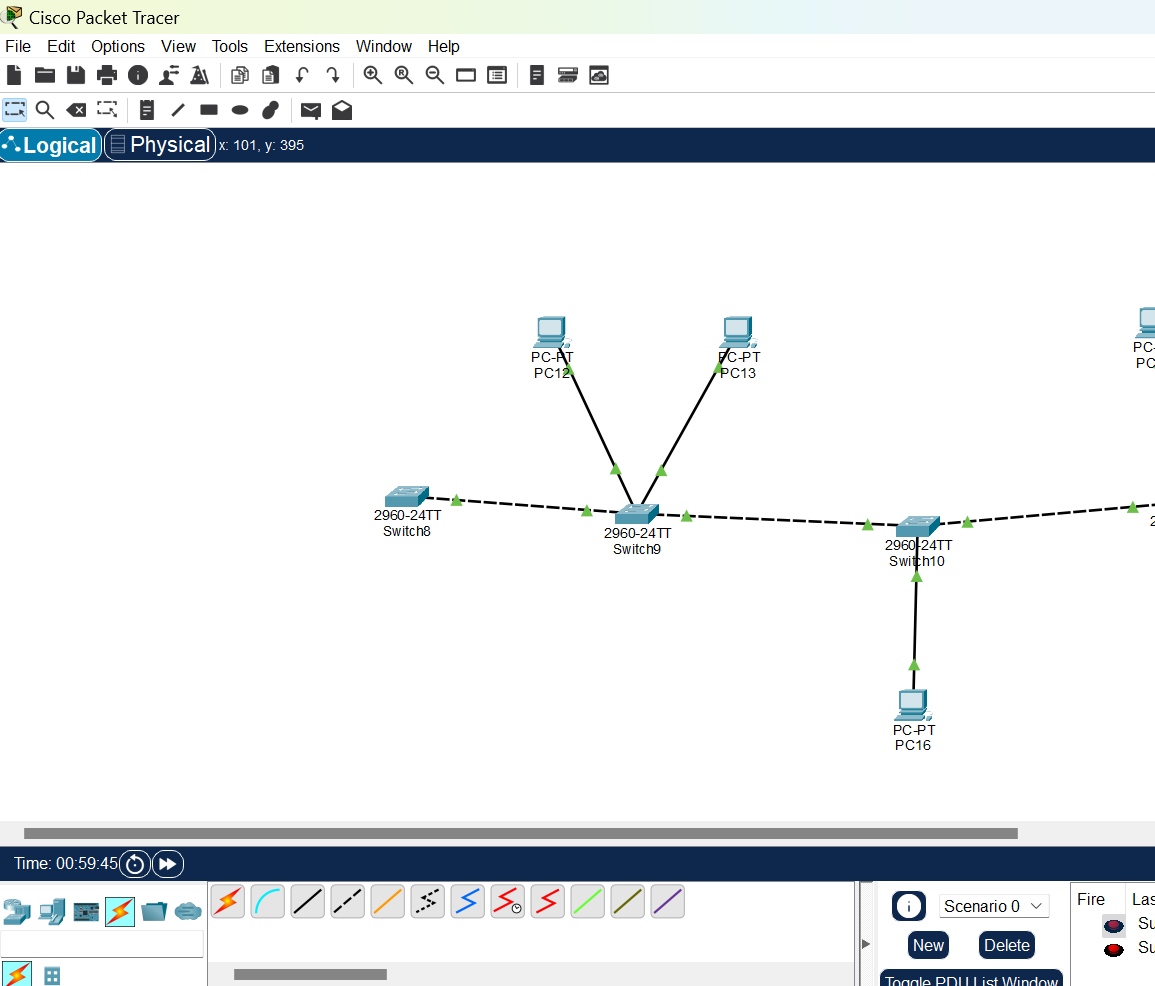 Cisco Packet Tracer
File Edit Options View Tools Extensions Window Help
Logical Physical x: 101, y: 395
PC-PT
PC12
PC-PT
PC13
PC-
PC
2960-24TT
Switch8
2960-24TT
Switch9
2960-24TT
Switch10
2
PC-PT
PC16
Time: 00:59:45
Scenario 0
New Delete
Toggle PDU List Window
Fire Las
Su
Su